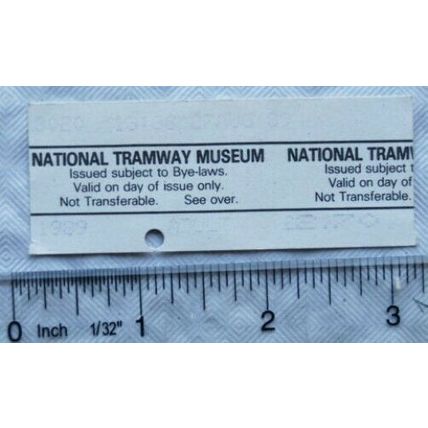 NATIONAL TRAMWAY MUSEUM NATIONAL TRAMW
Issued subject to Bye-laws. Issued subject t
Valid on day of issue only. Valid on day of
Not Transferable. See over. Not Transferable.
0 Inch 1/32" 1 2 3